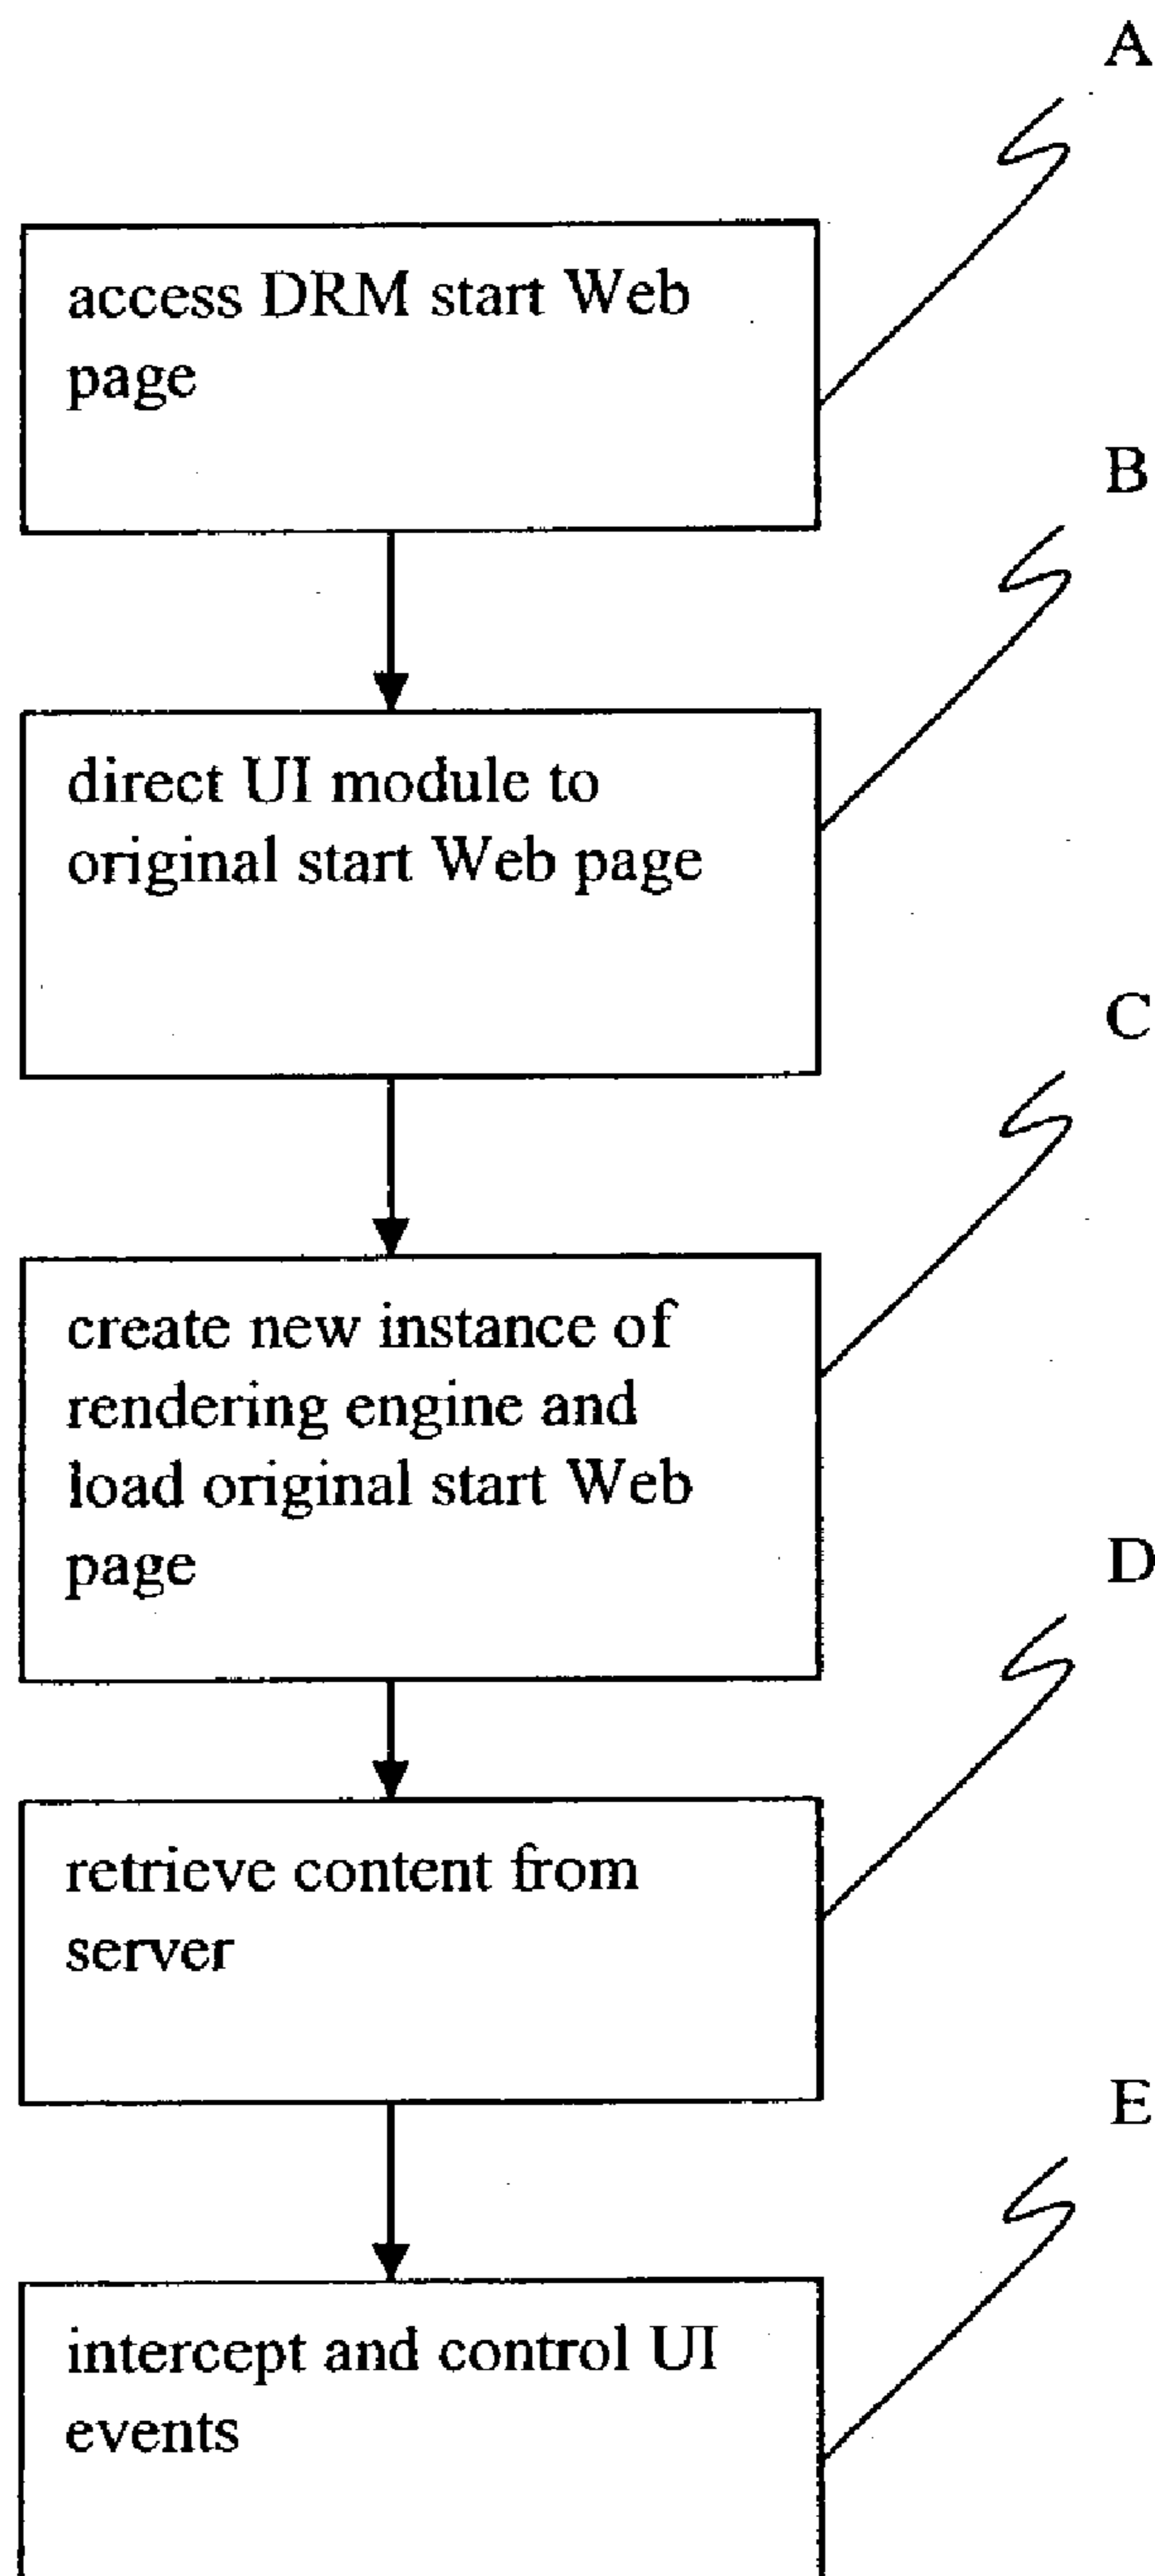 A
access DRM start Web
page
B
direct UI module to
original start Web page
C
create new instance of
rendering engine and
load original start Web
page
D
retrieve content from
server
E
intercept and control UI
events